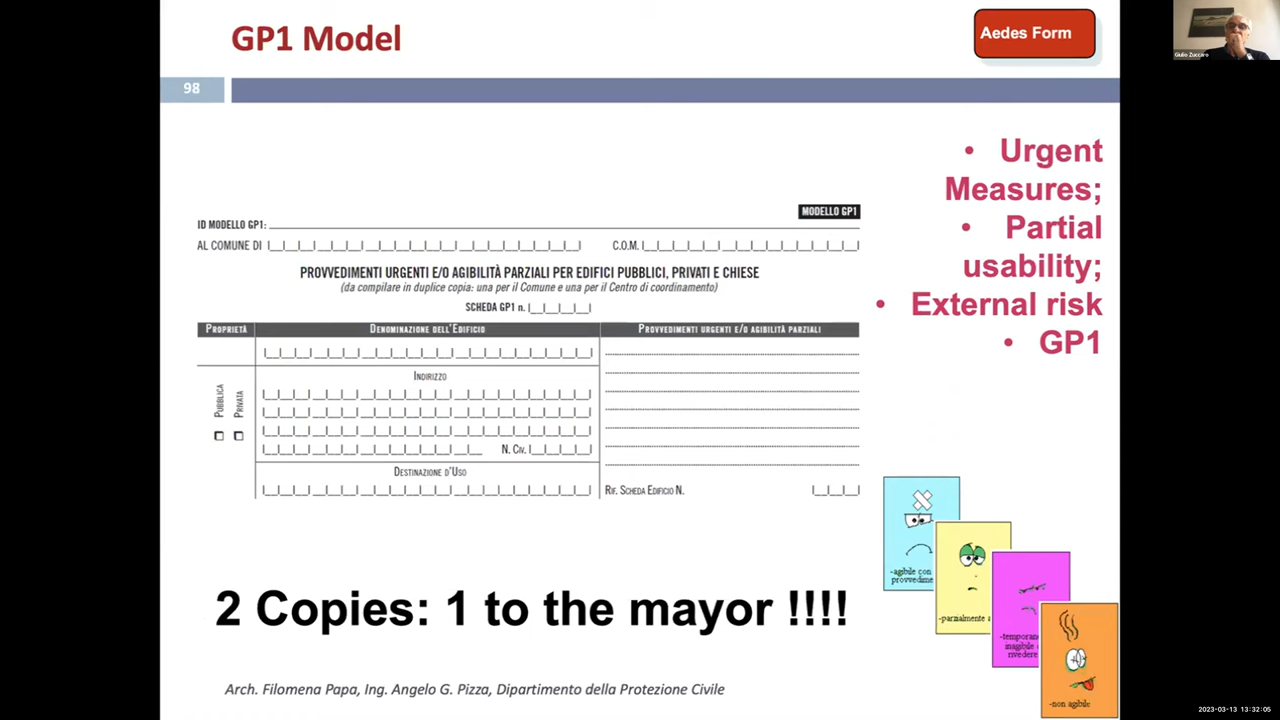 GP1 Model
Aedes Form
Giulio Zuccaro
98
• Urgent
Measures;
• Partial
usability;
• External risk
• GP1
MODELLO GP1
ID MODELLO GP1:
AL COMUNE DI
C.O.M.
PROVVEDIMENTI URGENTI E/O AGIBILITÀ PARZIALI PER EDIFICI PUBBLICI, PRIVATI E CHIESE
(da compilare in duplice copia: una per il Comune e una per il Centro di coordinamento)
SCHEDA GP1 n.
PROPRIETÀ
DENOMINAZIONE DELL'EDIFICIO
PROVVEDIMENTI URGENTI E/O AGIBILITÀ PARZIALI
INDIRIZZO
PUBBLICA
PRIVATA
N. CIV.
DESTINAZIONE D'USO
RIF. SCHEDA EDIFICIO N.
-agibile con
provvedime
-parzialmente a
-temporan
inagibile
rivedere
-non agibile
2 Copies: 1 to the mayor !!!!
Arch. Filomena Papa, Ing. Angelo G. Pizza, Dipartimento della Protezione Civile
2023-03-13 13:32:05